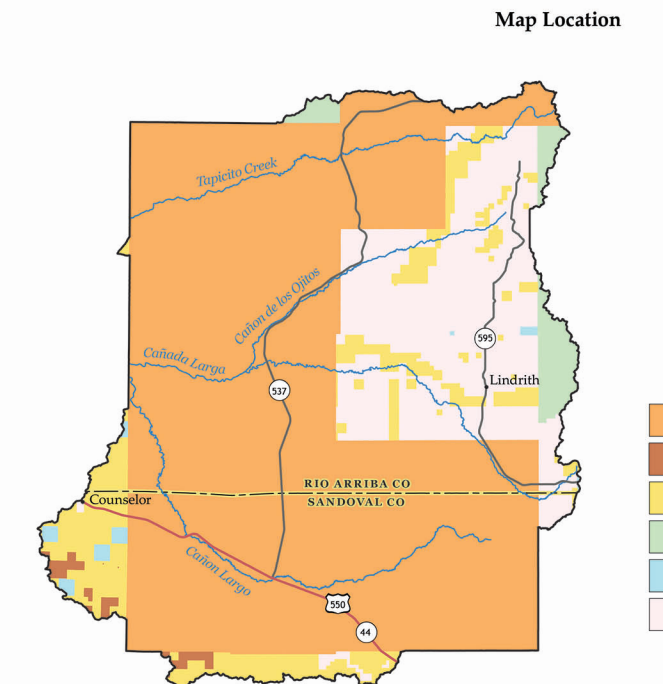 Map Location
Tapicito Creek
Cañon de los Ojitos
595
Cañada Larga
Lindrith
537
RIO ARRIBA CO
Counselor
SANDOVAL CO
Cañon Largo
550
44